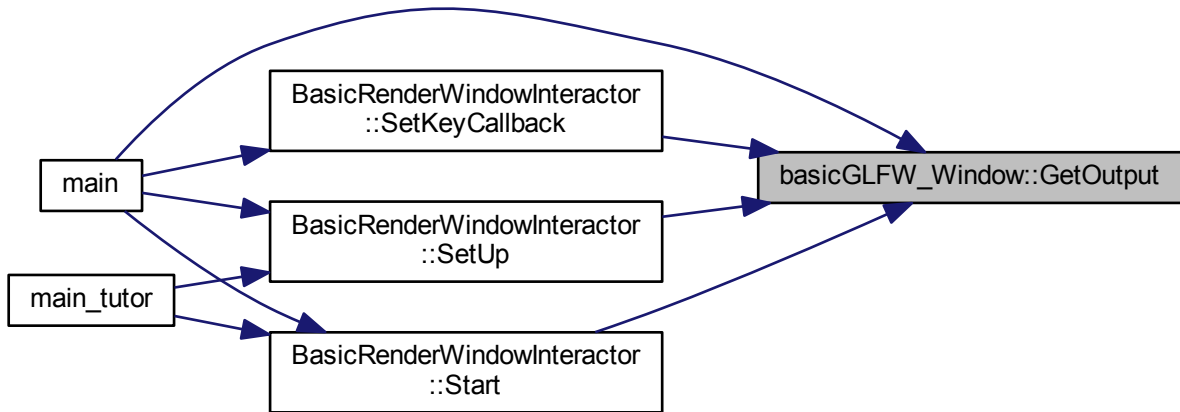 BasicRenderWindowInteractor
::SetKeyCallback
main
basicGLFW_Window::GetOutput
BasicRenderWindowInteractor
::SetUp
main_tutor
BasicRenderWindowInteractor
::Start